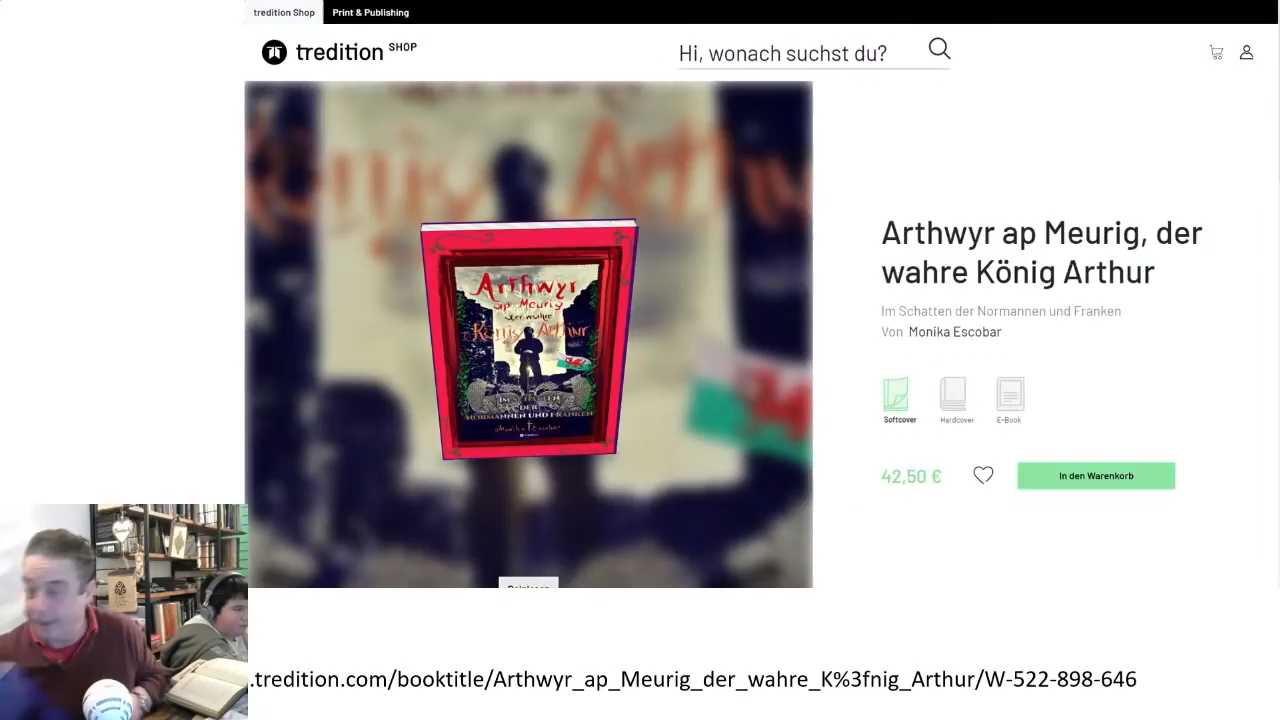 tredition Shop
Print & Publishing
tredition SHOP
Hi, wonach suchst du?
Arthwyr
ap Meurig
der wahre
König Arthur
IM SCHATTEN
DER
NORMANNEN UND FRANKEN
Monika Escobar
Arthwyr ap Meurig, der
wahre König Arthur
Im Schatten der Normannen und Franken
Von Monika Escobar
Softcover
Hardcover
E-Book
42,50 €
In den Warenkorb
.tredition.com/booktitle/Arthwyr_ap_Meurig_der_wahre_K%3fnig_Arthur/W-522-898-646